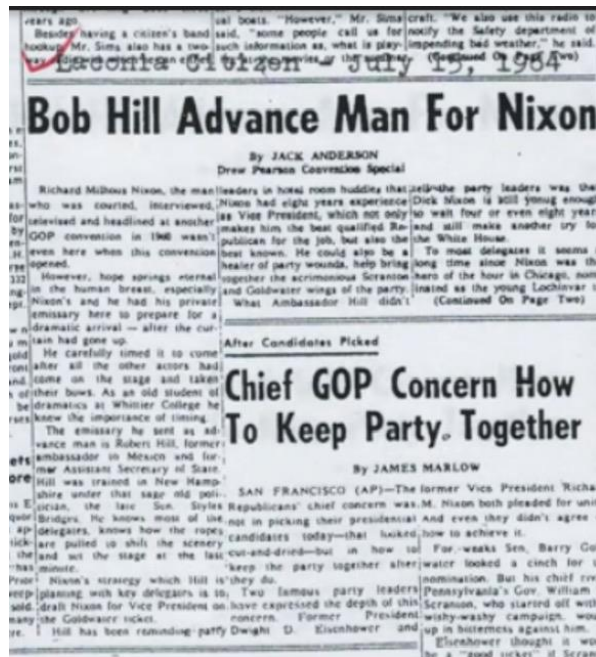 years ago.
Besides having a citizen's band
hookup, Mr. Sims also has a two-
ual boats. "However," Mr. Sims
said, "some people call us for
such information as, what is play-
craft. "We also use this radio to
notify the Safety department of
impending bad weather," he said.
(Continued On Page Two)
Laconia Citizen - July 15, 1964
Bob Hill Advance Man For Nixon
By JACK ANDERSON
Drew Pearson Convention Special
Richard Milhous Nixon, the man
who was courted, interviewed,
televised and headlined at another
GOP convention in 1960 wasn't
even here when this convention
opened.
However, hope springs eternal
in the human breast, especially
Nixon's and he had his private
emissary here to prepare for a
dramatic arrival — after the cur-
tain had gone up.
He carefully timed it to come
after all the other actors had
come on the stage and taken
their bows. As an old student of
dramatics at Whittier College he
knew the importance of timing.
The emissary he sent as ad-
vance man is Robert Hill, former
ambassador in Mexico and for-
mer Assistant Secretary of State.
Hill was trained in New Hamp-
shire under that sage old poli-
tician, the late Sen. Styles
Bridges. He knows most of the
delegates, knows how the ropes
are pulled to shift the scenery
and set the stage at the last
minute.
Nixon's strategy which Hill is
planning with key delegates is to
draft Nixon for Vice President on
the Goldwater ticket.
Hill has been reminding party
leaders in hotel room huddles that
Nixon had eight years experience
as Vice President, which not only
makes him the best qualified Re-
publican for the job, but also the
best known. He could also be a
healer of party wounds, help bring
together the acrimonious Scranton
and Goldwater wings of the party.
What Ambassador Hill didn't
tell the party leaders was the
Dick Nixon is still yonug enough
to wait four or even eight year
and still make another try fo
the White House.
To most delegates it seems
long time since Nixon was th
hero of the hour in Chicago, nom
inated as the young Lochinvar
(Continued On Page Two)
After Candidates Picked
Chief GOP Concern How
To Keep Party Together
By JAMES MARLOW
SAN FRANCISCO (AP)—The
Republicans' chief concern was
not in picking their presidential
candidates today—that looked
cut-and-dried—but in how to
keep the party together after
they do.
Two famous party leaders
have expressed the depth of this
concern. Former President
Dwight D. Eisenhower and
former Vice President Richa
M. Nixon both pleaded for unit
And even they didn't agree
how to achieve it.
For weaks Sen. Barry Go
water looked a cinch for
nomination. But his chief riv
Pennsylvania's Gov. William
Scranson, who starred off with
wishy-washy campaign, wou
up in bitterness against him.
Eisenhower thought it wo
be a "good ticket" if Scran